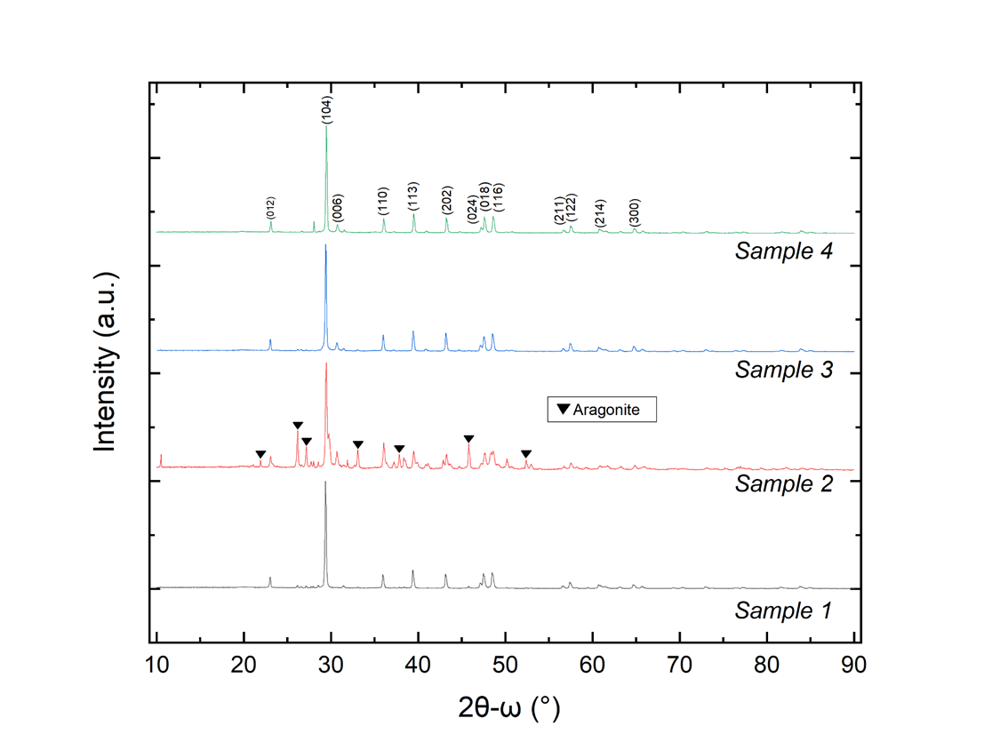 (104)
(012)
(006)
(110)
(113)
(202)
(024)
(018)
(116)
(211)
(122)
(214)
(300)
Sample 4
Sample 3
▼ Aragonite
Sample 2
Sample 1
Intensity (a.u.)
10 20 30 40 50 60 70 80 90
2θ-ω (°)